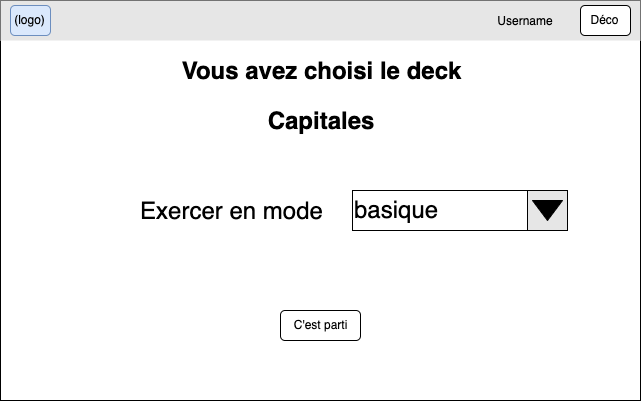 (logo) Username Déco
Vous avez choisi le deck
Capitales
Exercer en mode basique
C'est parti